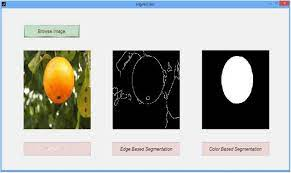 Browse Image
Edge Based Segmentation
Color Based Segmentation